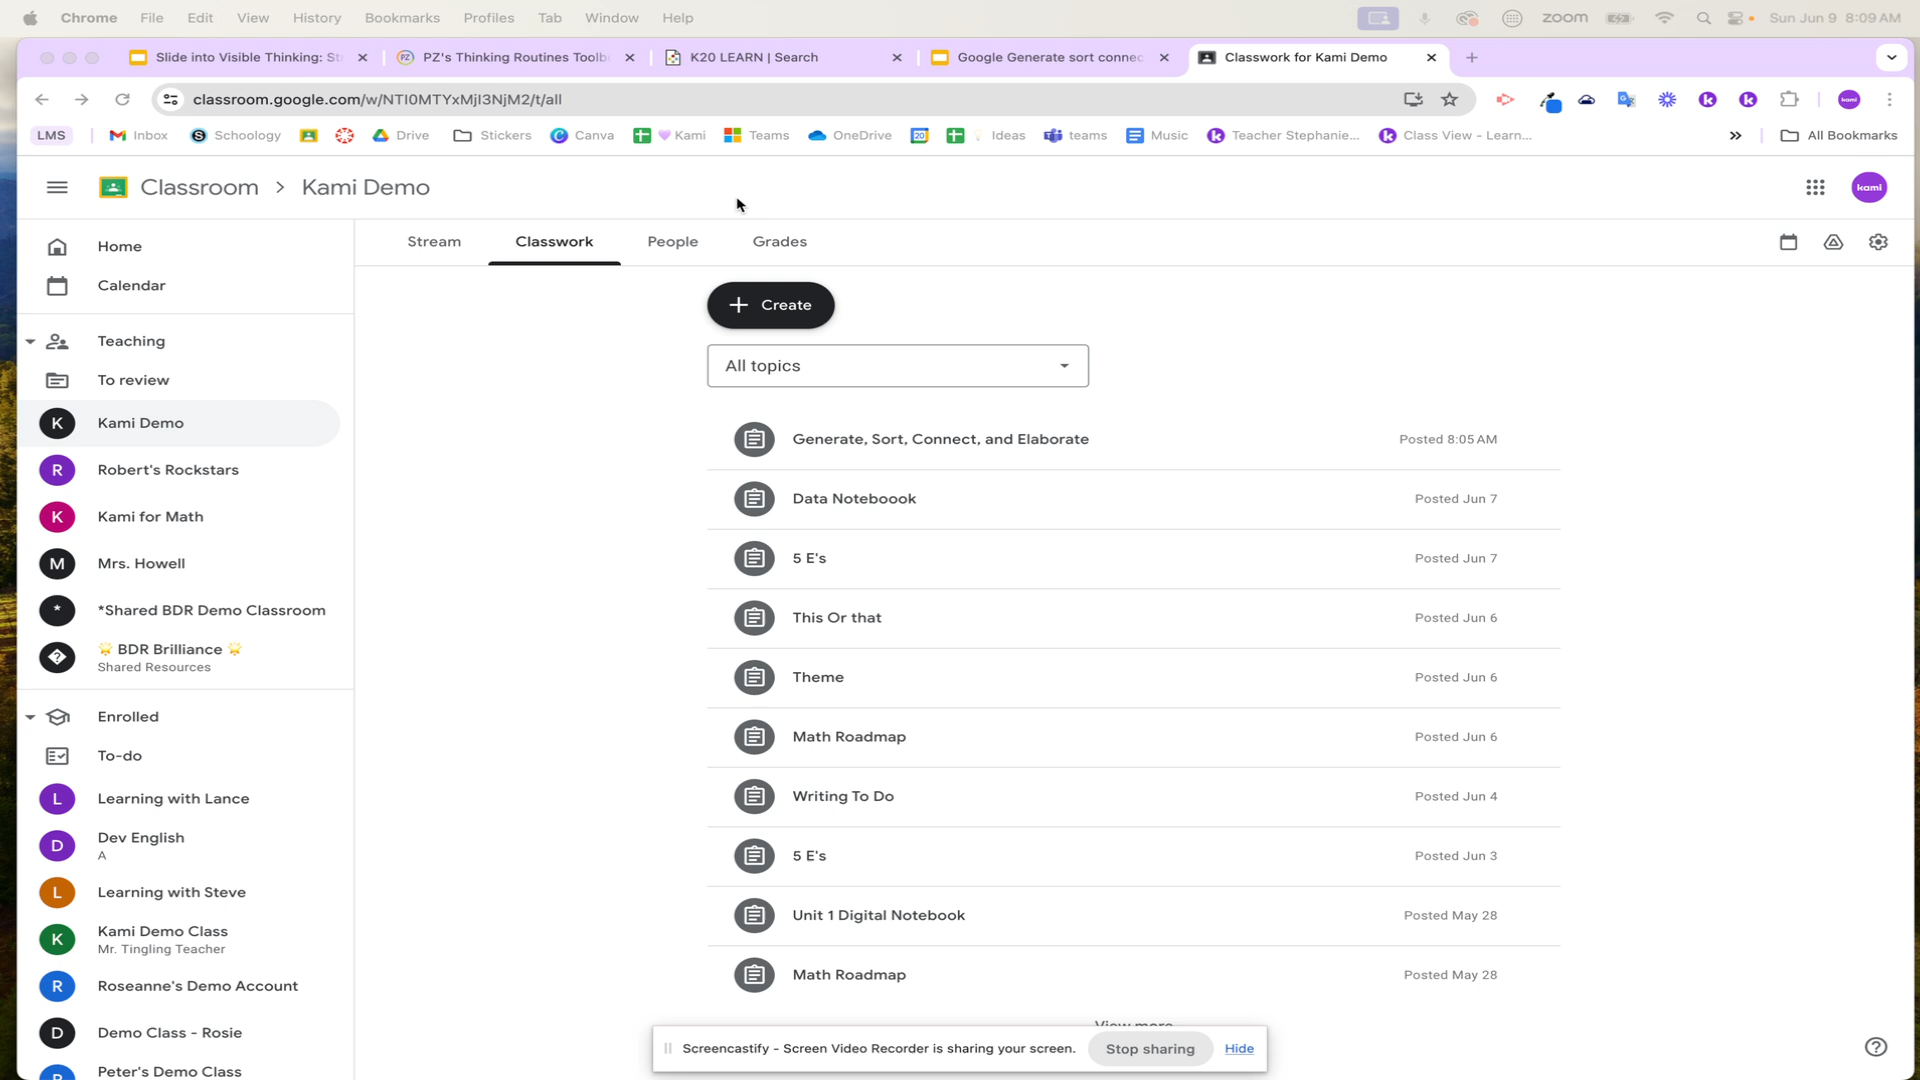 Chrome File Edit View History Bookmarks Profiles Tab Window Help zoom Sun Jun 9 8:09 AM
Slide into Visible Thinking: St PZ's Thinking Routines Toolb K20 LEARN | Search Google Generate sort connec Classwork for Kami Demo
classroom.google.com/w/NTI0MTYxMjI3NjM2/t/all kami
LMS Inbox Schoology Drive Stickers Canva Kami Teams OneDrive 20 Ideas teams Music Teacher Stephanie... Class View - Learn... All Bookmarks
Classroom > Kami Demo kami
Stream Classwork People Grades
Home
Calendar
Teaching
To review
K Kami Demo
R Robert's Rockstars
K Kami for Math
M Mrs. Howell
* *Shared BDR Demo Classroom
BDR Brilliance
Shared Resources
Enrolled
To-do
L Learning with Lance
D Dev English
A
L Learning with Steve
K Kami Demo Class
Mr. Tingling Teacher
R Roseanne's Demo Account
D Demo Class - Rosie
P Peter's Demo Class
+ Create
All topics
Generate, Sort, Connect, and Elaborate Posted 8:05 AM
Data Noteboook Posted Jun 7
5 E's Posted Jun 7
This Or that Posted Jun 6
Theme Posted Jun 6
Math Roadmap Posted Jun 6
Writing To Do Posted Jun 4
5 E's Posted Jun 3
Unit 1 Digital Notebook Posted May 28
Math Roadmap Posted May 28
View more
Screencastify - Screen Video Recorder is sharing your screen. Stop sharing Hide